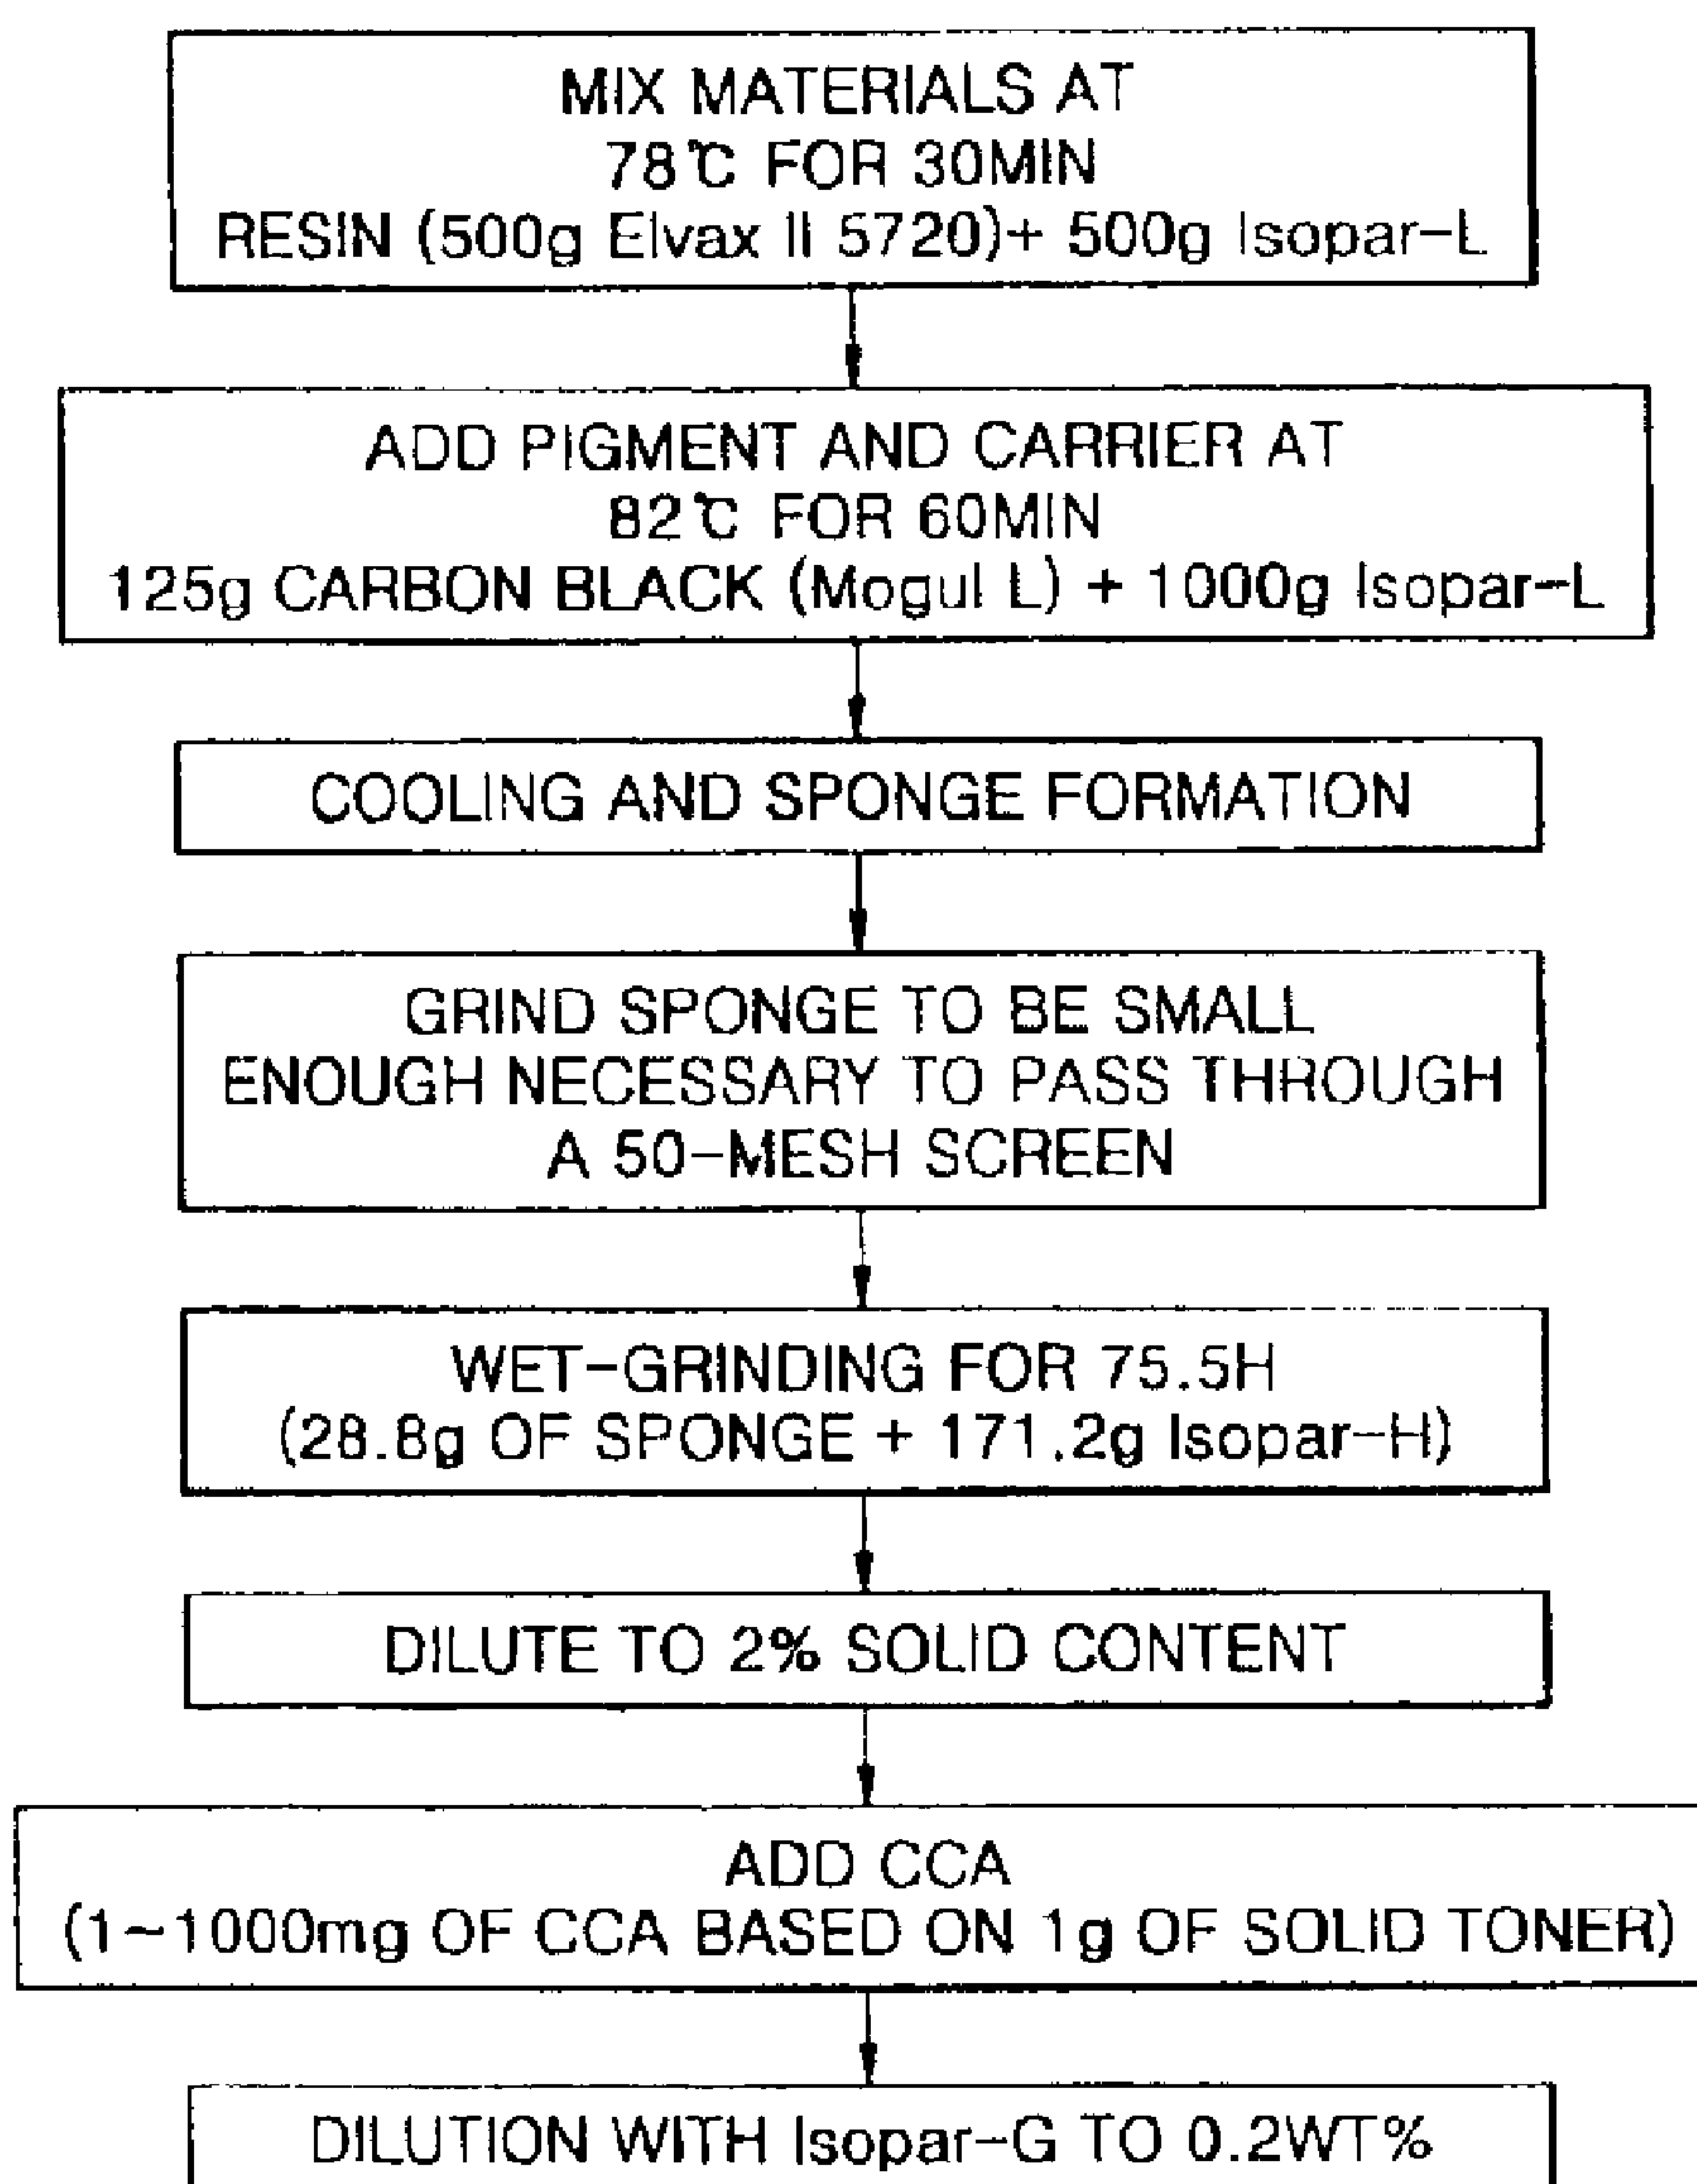 MIX MATERIALS AT
78℃ FOR 30MIN
RESIN (500g Elvax II 5720)+ 500g Isopar-L
ADD PIGMENT AND CARRIER AT
82℃ FOR 60MIN
125g CARBON BLACK (Mogul L) + 1000g Isopar-L
COOLING AND SPONGE FORMATION
GRIND SPONGE TO BE SMALL
ENOUGH NECESSARY TO PASS THROUGH
A 50-MESH SCREEN
WET-GRINDING FOR 75.5H
(28.8g OF SPONGE + 171.2g Isopar-H)
DILUTE TO 2% SOLID CONTENT
ADD CCA
(1~1000mg OF CCA BASED ON 1g OF SOLID TONER)
DILUTION WITH Isopar-G TO 0.2WT%